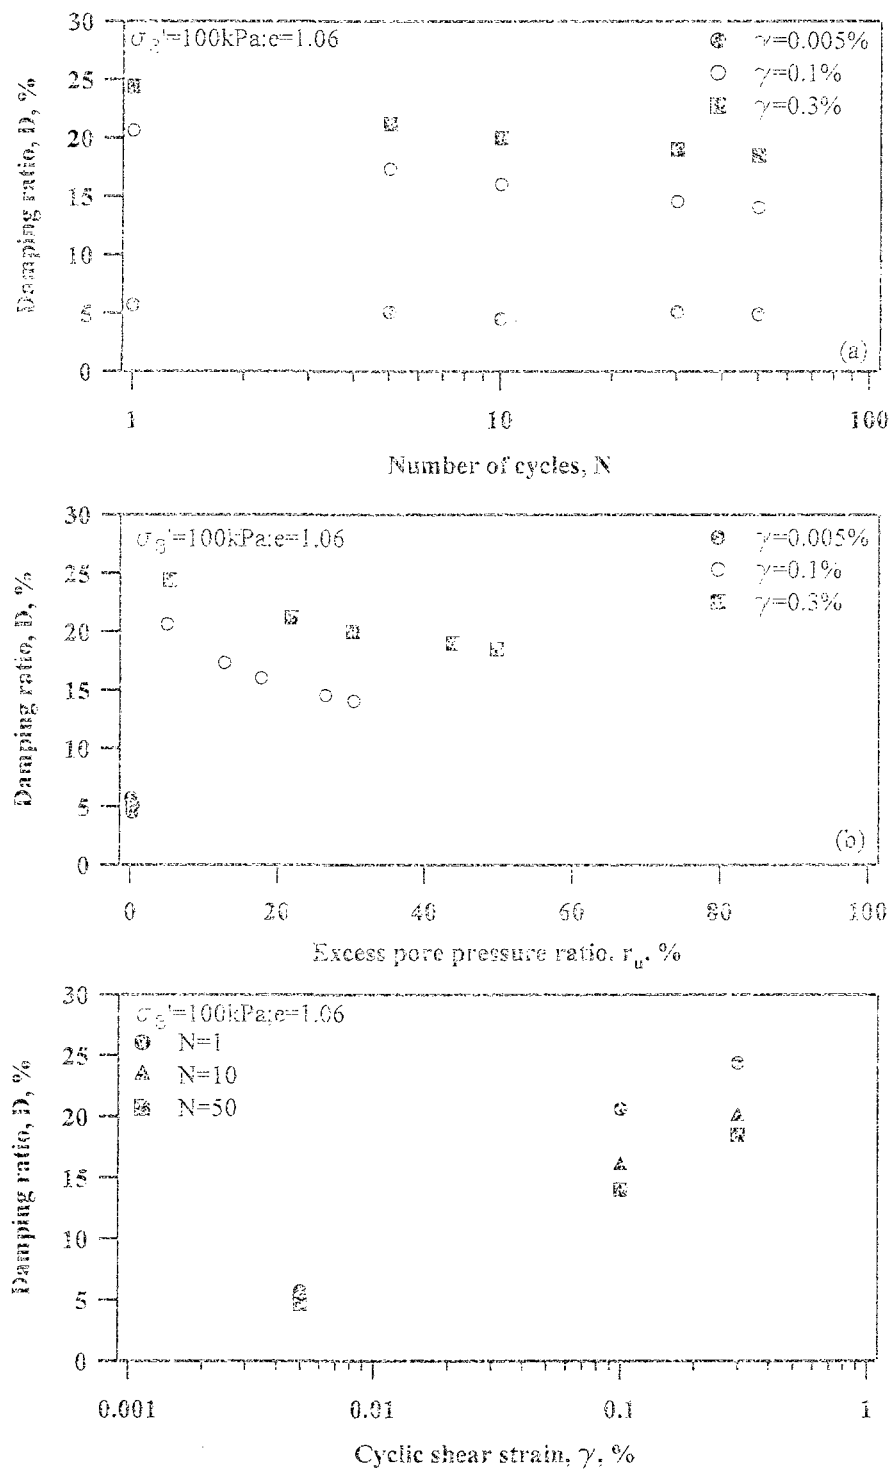 30
σ3'=100kPa;e=1.06
γ=0.005%
25
γ=0.1%
γ=0.3%
20
15
10
5
0
Damping ratio, D, %
(a)
1 10 100
Number of cycles, N
30
σ3'=100kPa;e=1.06
γ=0.005%
25
γ=0.1%
γ=0.3%
20
15
10
5
0
Damping ratio, D, %
(b)
0 20 40 60 80 100
Excess pore pressure ratio, ru, %
30
σ3'=100kPa;e=1.06
N=1
25
N=10
N=50
20
15
10
5
0
Damping ratio, D, %
0.001 0.01 0.1 1
Cyclic shear strain, γ, %